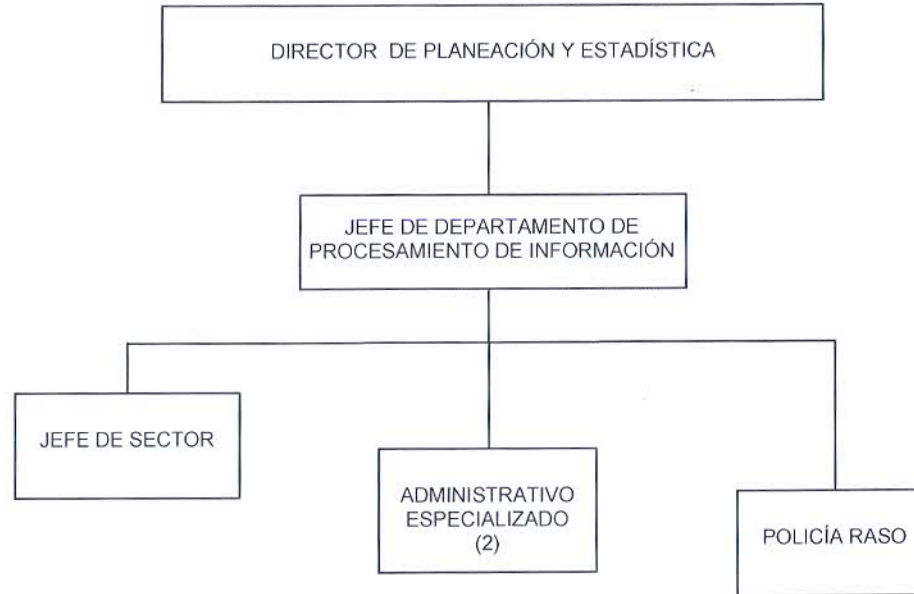 DIRECTOR DE PLANEACIÓN Y ESTADÍSTICA
JEFE DE DEPARTAMENTO DE
PROCESAMIENTO DE INFORMACIÓN
JEFE DE SECTOR
ADMINISTRATIVO
ESPECIALIZADO
(2)
POLICÍA RASO